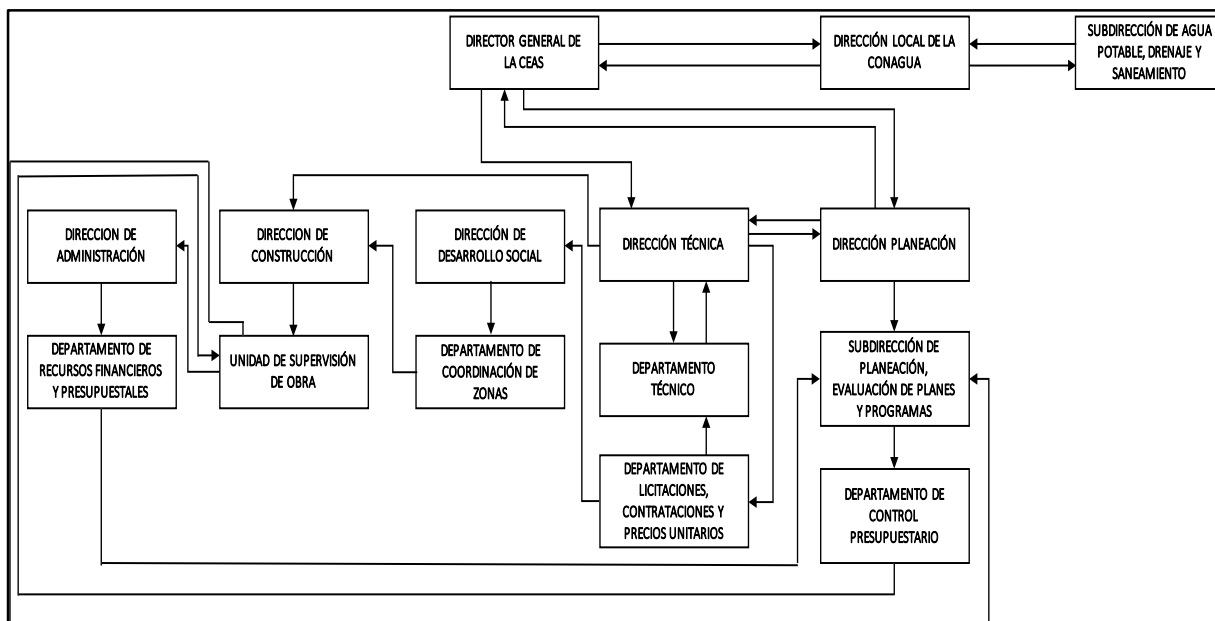 DIRECTOR GENERAL DE
LA CEAS
DIRECCIÓN LOCAL DE LA
CONAGUA
SUBDIRECCIÓN DE AGUA
POTABLE, DRENAJE Y
SANEAMIENTO
DIRECCION DE
ADMINISTRACIÓN
DIRECCION DE
CONSTRUCCIÓN
DIRECCIÓN DE
DESARROLLO SOCIAL
DIRECCIÓN TÉCNICA
DIRECCIÓN PLANEACIÓN
DEPARTAMENTO DE
RECURSOS FINANCIEROS
Y PRESUPUESTALES
UNIDAD DE SUPERVISIÓN
DE OBRA
DEPARTAMENTO DE
COORDINACIÓN DE
ZONAS
DEPARTAMENTO
TÉCNICO
SUBDIRECCIÓN DE
PLANEACIÓN,
EVALUACIÓN DE PLANES
Y PROGRAMAS
DEPARTAMENTO DE
LICITACIONES,
CONTRATACIONES Y
PRECIOS UNITARIOS
DEPARTAMENTO DE
CONTROL
PRESUPUESTARIO